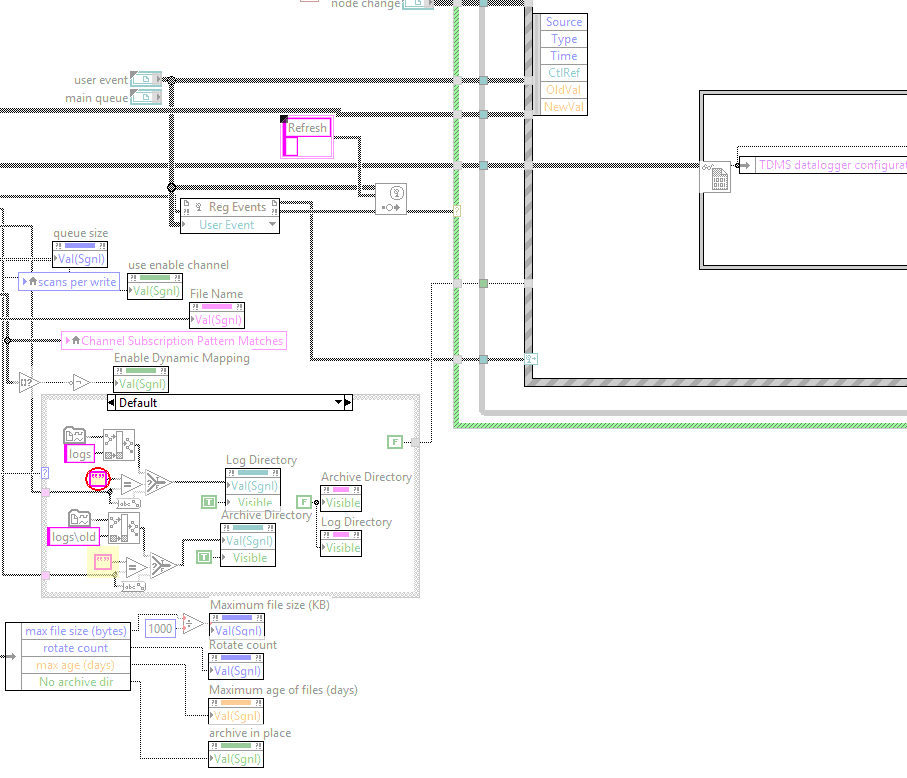 node change
Source
Type
Time
CtlRef
OldVal
NewVal
user event
main queue
Refresh
TDMS datalogger configurat
Reg Events
User Event
queue size
Val(Sgnl)
use enable channel
scans per write
Val(Sgnl)
File Name
Val(Sgnl)
Channel Subscription Pattern Matches
Enable Dynamic Mapping
Val(Sgnl)
Default
F
logs
Log Directory
Val(Sgnl)
T
Visible
Archive Directory
F
Visible
Log Directory
Visible
logs\old
Archive Directory
Val(Sgnl)
T
Visible
Maximum file size (KB)
max file size (bytes)
1000
Val(Sgnl)
rotate count
Rotate count
Val(Sgnl)
max age (days)
No archive dir
Maximum age of files (days)
Val(Sgnl)
archive in place
Val(Sgnl)